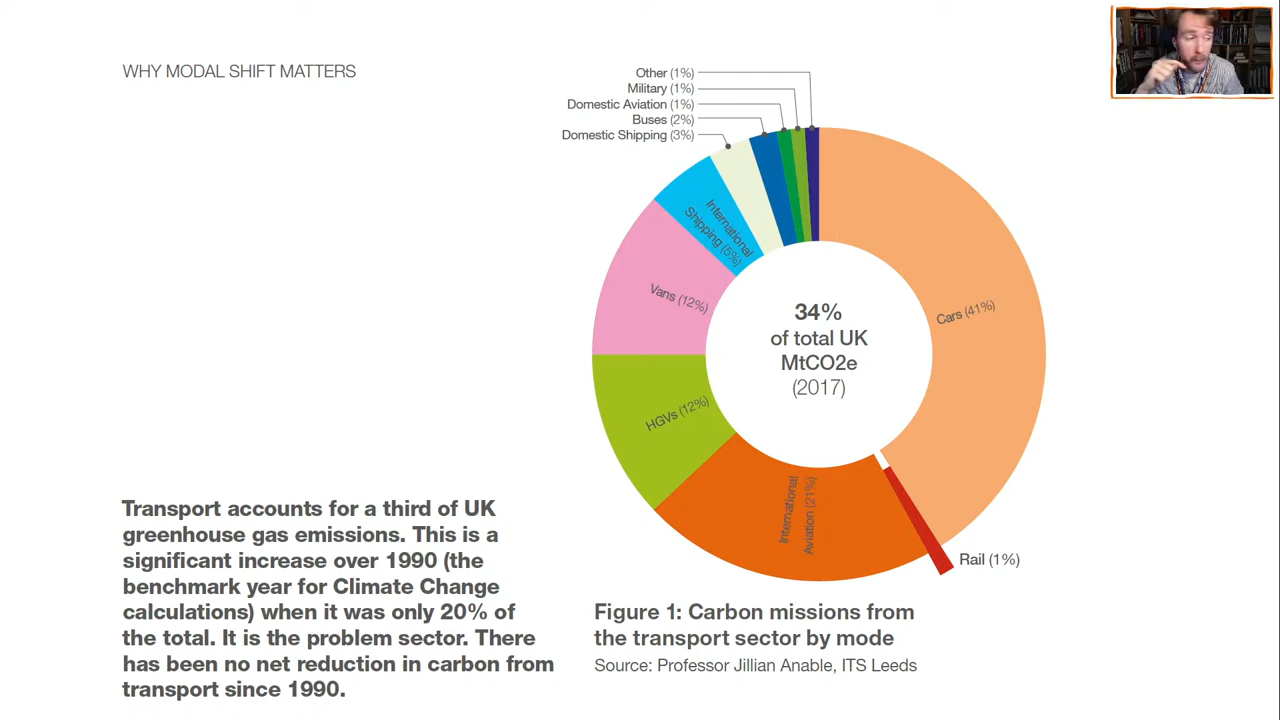 WHY MODAL SHIFT MATTERS
Other (1%)
Military (1%)
Domestic Aviation (1%)
Buses (2%)
Domestic Shipping (3%)
International
Shipping (5%)
Vans (12%)
HGVs (12%)
International
Aviation (21%)
Rail (1%)
Cars (41%)
34%
of total UK
MtCO2e
(2017)
Transport accounts for a third of UK
greenhouse gas emissions. This is a
significant increase over 1990 (the
benchmark year for Climate Change
calculations) when it was only 20% of
the total. It is the problem sector. There
has been no net reduction in carbon from
transport since 1990.
Figure 1: Carbon missions from
the transport sector by mode
Source: Professor Jillian Anable, ITS Leeds